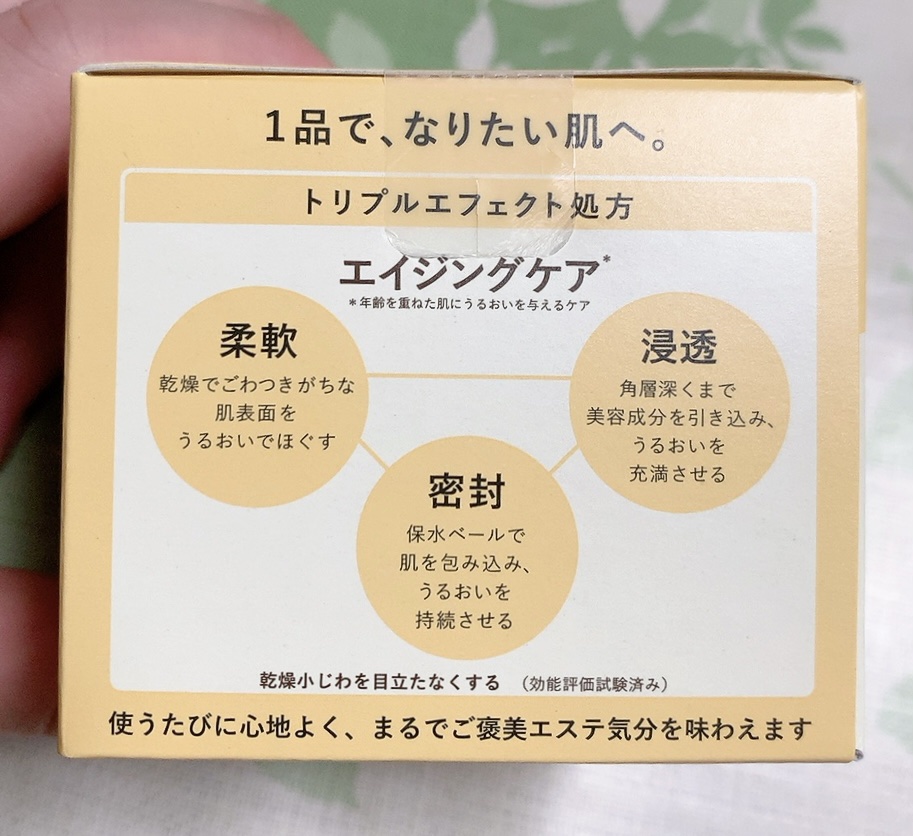 1品で、なりたい肌へ。
トリプルエフェクト処方
エイジングケア*
*年齢を重ねた肌にうるおいを与えるケア
柔軟
乾燥でごわつきがちな
肌表面を
うるおいでほぐす
浸透
角層深くまで
美容成分を引き込み、
うるおいを
充満させる
密封
保水ベールで
肌を包み込み、
うるおいを
持続させる
乾燥小じわを目立たなくする （効能評価試験済み）
使うたびに心地よく、まるでご褒美エステ気分を味わえます